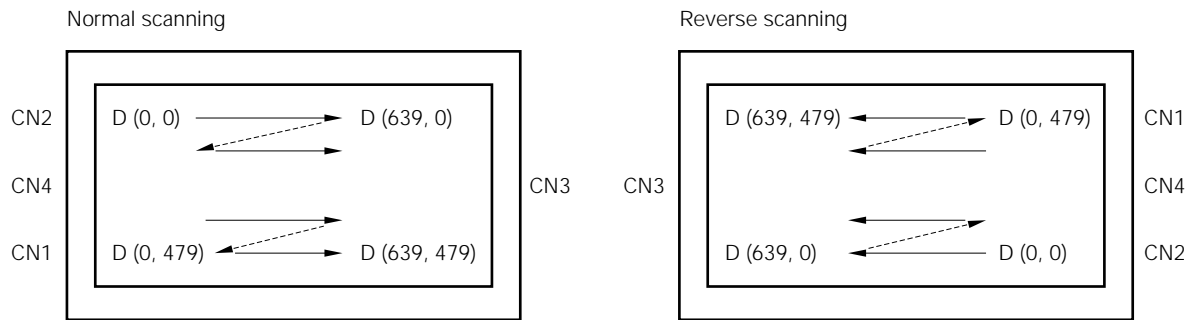 Normal scanning
Reverse scanning
CN2 D (0, 0) D (639, 0)
CN4 CN3
CN1 D (0, 479) D (639, 479)
D (639, 479) D (0, 479) CN1
CN3 CN4
D (639, 0) D (0, 0) CN2